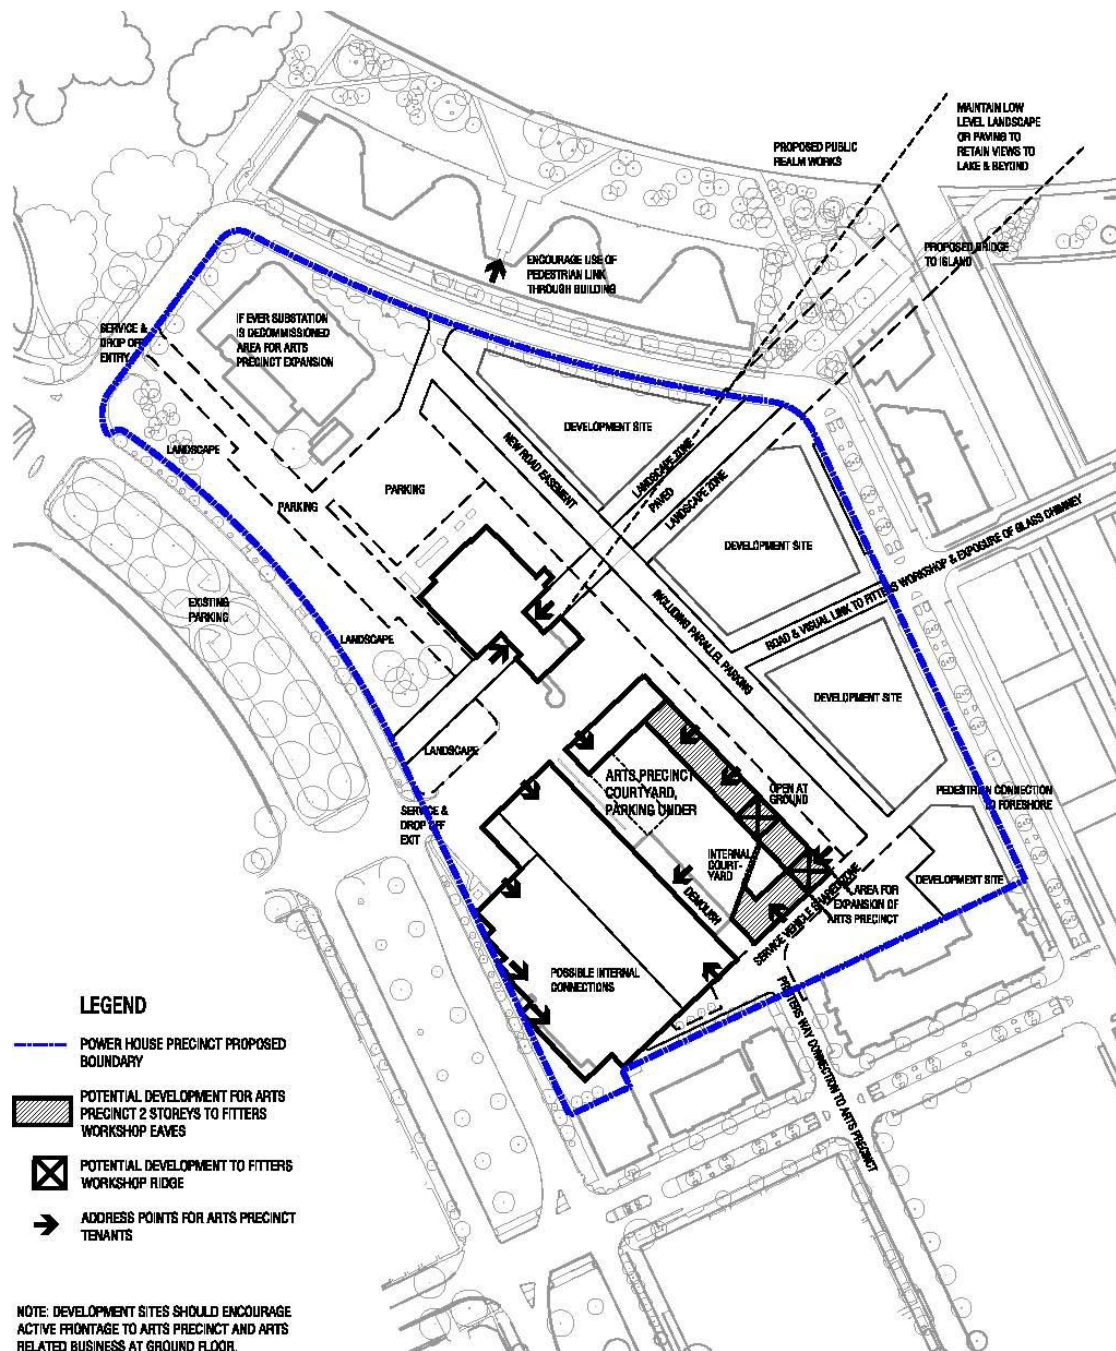 MAINTAIN LOW
LEVEL LANDSCAPE
OR PAVING TO
RETAIN VIEWS TO
LAKE & BEYOND
PROPOSED PUBLIC
REALM WORKS
PROPOSED BRIDGE
TO ISLAND
ENCOURAGE USE OF
PEDESTRIAN LINK
THROUGH BUILDING
IF EVER SUBSTATION
IS DECOMMISSIONED
AREA FOR ARTS
PRECINCT EXPANSION
SERVICE &
DROP OFF
ENTRY
LANDSCAPE
PARKING
PARKING
NEW ROAD EASEMENT
DEVELOPMENT SITE
LANDSCAPE ZONE
PAVED
LANDSCAPE ZONE
DEVELOPMENT SITE
ROAD & VISUAL LINK TO FITTERS WORKSHOP & EXPOSURE OF GLASS CHIMNEY
EXISTING
PARKING
LANDSCAPE
INCLUDING PARALLEL PARKING
DEVELOPMENT SITE
LANDSCAPE
ARTS PRECINCT
COURTYARD,
PARKING UNDER
OPEN AT
GROUND
PEDESTRIAN CONNECTION
TO FORESHORE
SERVICE &
DROP OFF
EXIT
INTERNAL
COURT-
YARD
DEMOLISH
DEVELOPMENT SITE
AREA FOR
EXPANSION OF
ARTS PRECINCT
SERVICE VEHICLE SHARED ZONE
POSSIBLE INTERNAL
CONNECTIONS
PRINTERS WAY CONNECTION TO ARTS PRECINCT
LEGEND
POWER HOUSE PRECINCT PROPOSED
BOUNDARY
POTENTIAL DEVELOPMENT FOR ARTS
PRECINCT 2 STOREYS TO FITTERS
WORKSHOP EAVES
POTENTIAL DEVELOPMENT TO FITTERS
WORKSHOP RIDGE
ADDRESS POINTS FOR ARTS PRECINCT
TENANTS
NOTE: DEVELOPMENT SITES SHOULD ENCOURAGE
ACTIVE FRONTAGE TO ARTS PRECINCT AND ARTS
RELATED BUSINESS AT GROUND FLOOR.